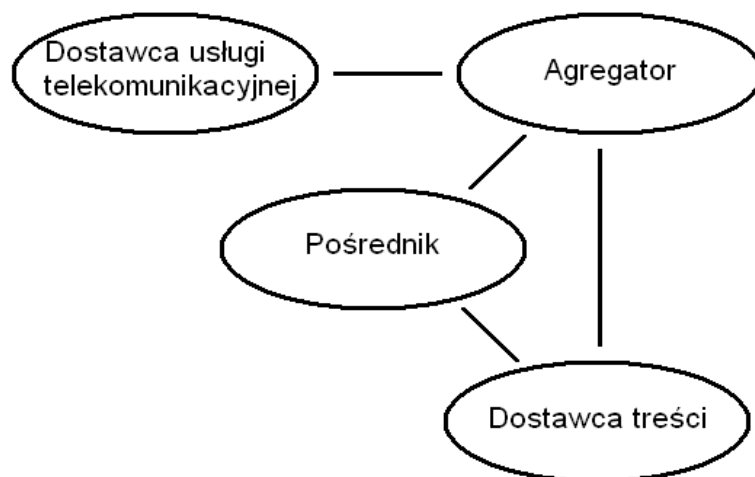 Dostawca usługi
telekomunikacyjnej
Agregator
Pośrednik
Dostawca treści